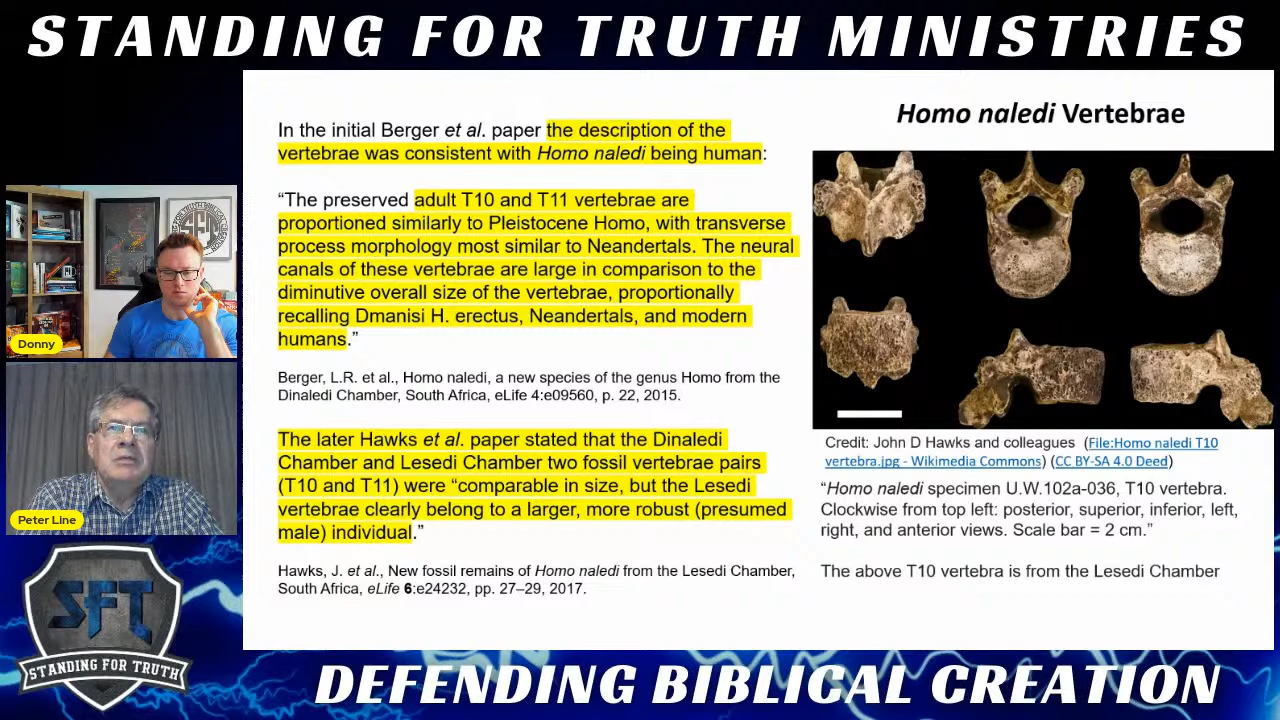 STANDING FOR TRUTH MINISTRIES
In the initial Berger et al. paper the description of the
vertebrae was consistent with Homo naledi being human:
“The preserved adult T10 and T11 vertebrae are
proportioned similarly to Pleistocene Homo, with transverse
process morphology most similar to Neandertals. The neural
canals of these vertebrae are large in comparison to the
diminutive overall size of the vertebrae, proportionally
recalling Dmanisi H. erectus, Neandertals, and modern
humans.”
Berger, L.R. et al., Homo naledi, a new species of the genus Homo from the
Dinaledi Chamber, South Africa, eLife 4:e09560, p. 22, 2015.
The later Hawks et al. paper stated that the Dinaledi
Chamber and Lesedi Chamber two fossil vertebrae pairs
(T10 and T11) were “comparable in size, but the Lesedi
vertebrae clearly belong to a larger, more robust (presumed
male) individual.”
Hawks, J. et al., New fossil remains of Homo naledi from the Lesedi Chamber,
South Africa, eLife 6:e24232, pp. 27–29, 2017.
Homo naledi Vertebrae
Credit: John D Hawks and colleagues (File:Homo naledi T10
vertebra.jpg - Wikimedia Commons) (CC BY-SA 4.0 Deed)
“Homo naledi specimen U.W.102a-036, T10 vertebra.
Clockwise from top left: posterior, superior, inferior, left,
right, and anterior views. Scale bar = 2 cm.”
The above T10 vertebra is from the Lesedi Chamber
Donny
Peter Line
SFT
STANDING FOR TRUTH
DEFENDING BIBLICAL CREATION